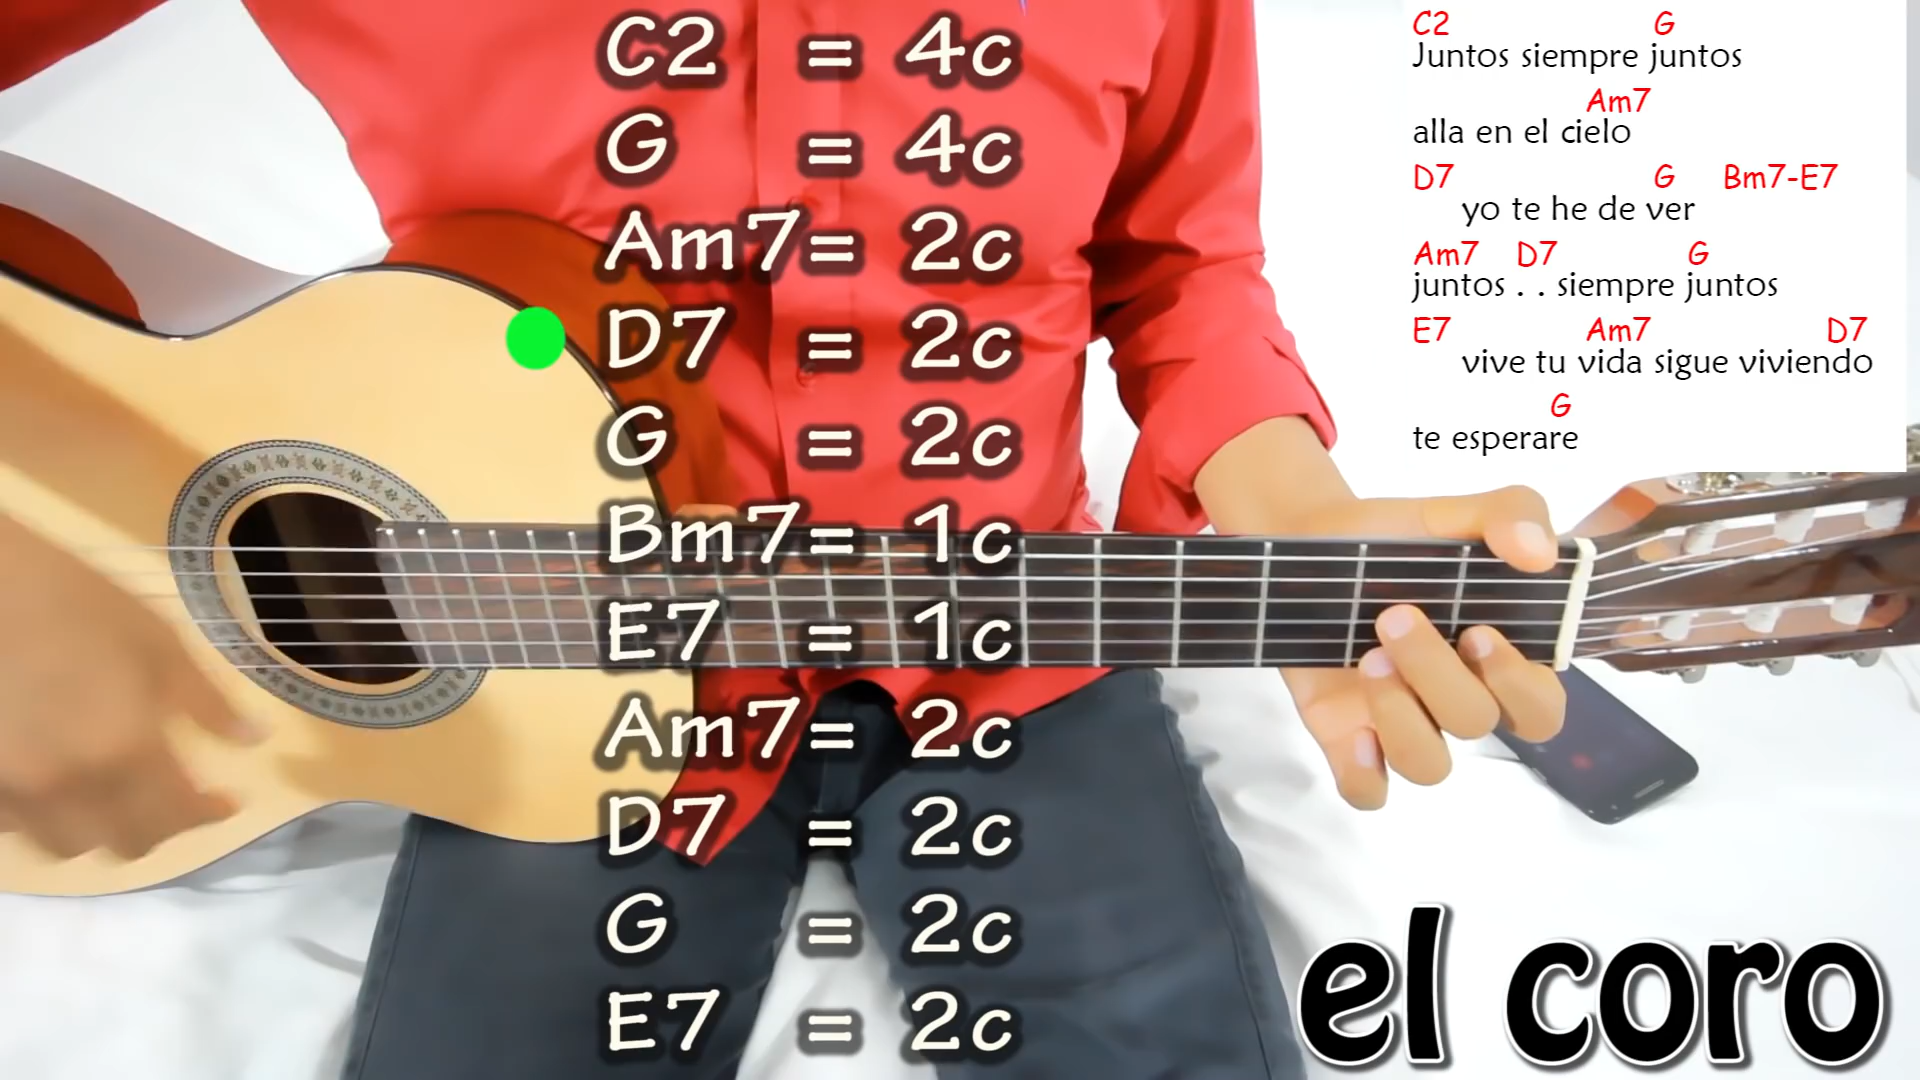 C2 = 4c
G = 4c
Am7= 2c
D7 = 2c
G = 2c
Bm7= 1c
E7 = 1c
Am7= 2c
D7 = 2c
G = 2c
E7 = 2c
C2 G
Juntos siempre juntos
Am7
alla en el cielo
D7 G Bm7-E7
yo te he de ver
Am7 D7 G
juntos . . siempre juntos
E7 Am7 D7
vive tu vida sigue viviendo
G
te esperare
el coro